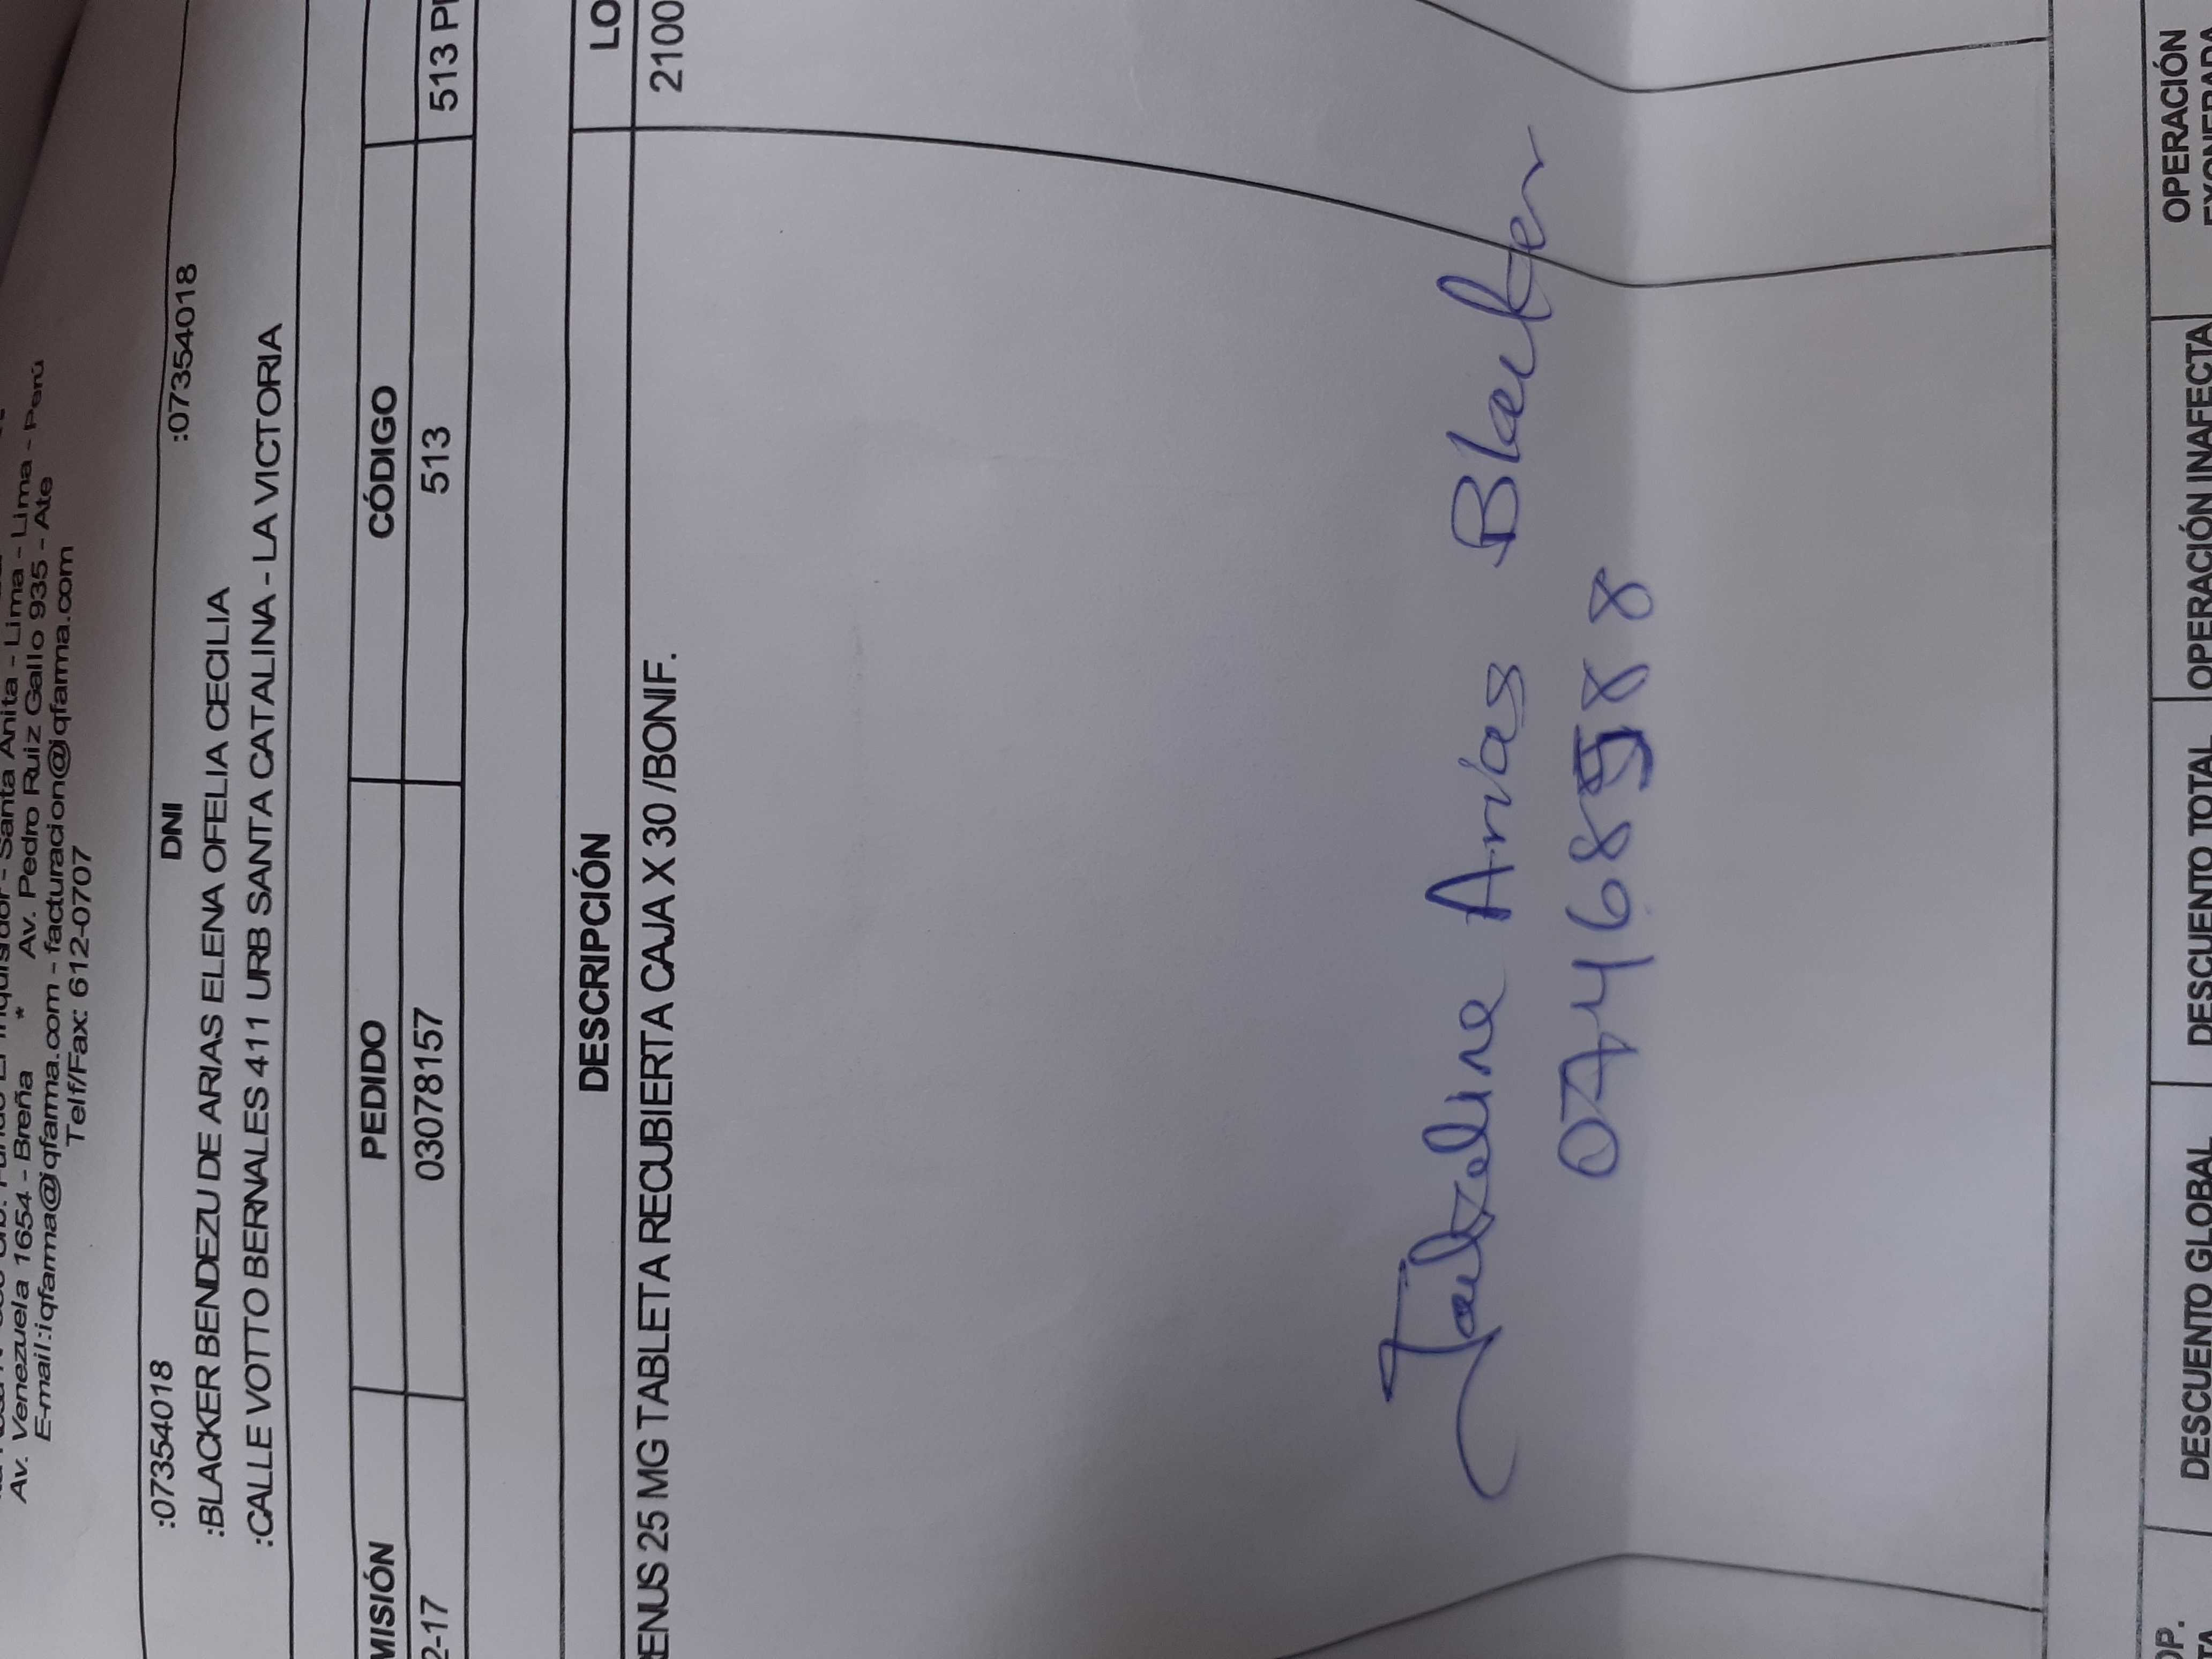 Av. Venezuela 1654 - Breña * Av. Pedro Ruiz Gallo 935 - Ate
E-mail:iqfarma@iqfarma.com - facturacion@iqfarma.com
Telf/Fax: 612-0707
:07354018 DNI :07354018
:BLACKER BENDEZU DE ARIAS ELENA OFELIA CECILIA
:CALLE VOTTO BERNALES 411 URB SANTA CATALINA - LA VICTORIA
MISIÓN PEDIDO CÓDIGO
2-17 03078157 513 513 P
DESCRIPCIÓN LO
ENUS 25 MG TABLETA RECUBIERTA CAJA X 30 /BONIF. 2100
Arias Blacker
07468588
OP. DESCUENTO GLOBAL DESCUENTO TOTAL OPERACIÓN INAFECTA OPERACIÓN